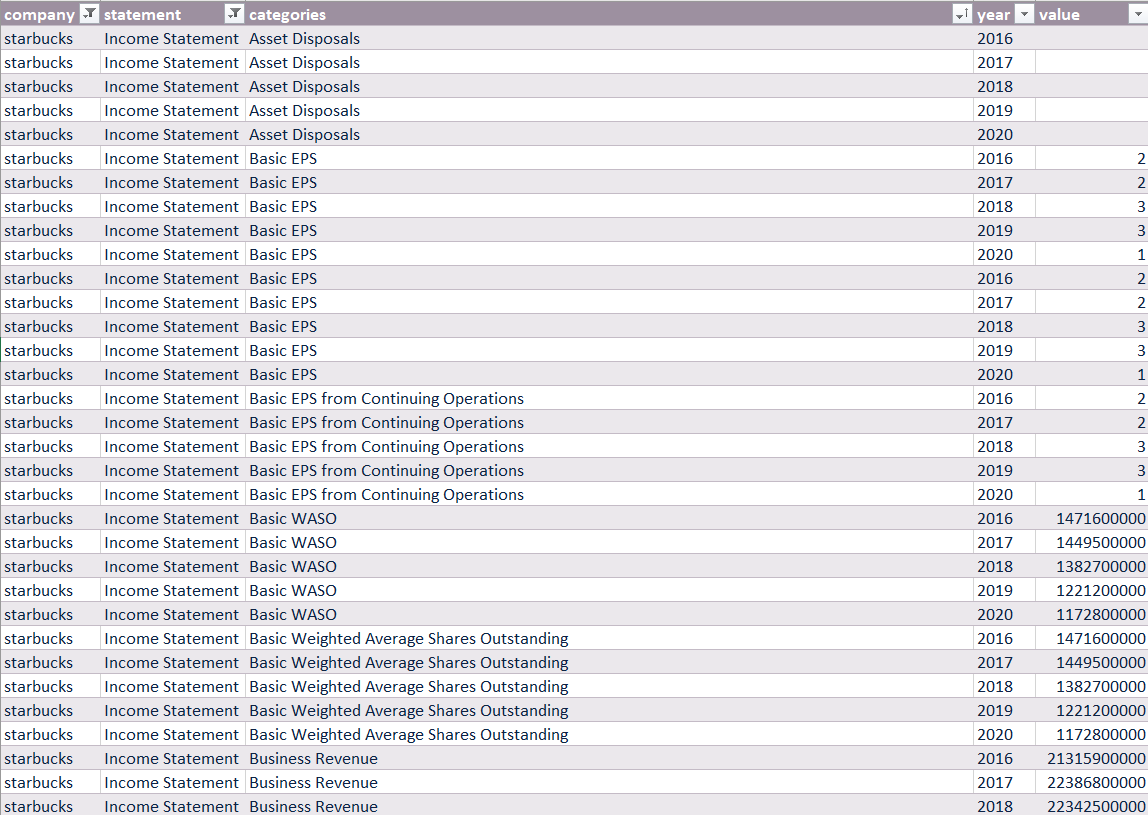 company statement categories year value
starbucks Income Statement Asset Disposals 2016
starbucks Income Statement Asset Disposals 2017
starbucks Income Statement Asset Disposals 2018
starbucks Income Statement Asset Disposals 2019
starbucks Income Statement Asset Disposals 2020
starbucks Income Statement Basic EPS 2016 2
starbucks Income Statement Basic EPS 2017 2
starbucks Income Statement Basic EPS 2018 3
starbucks Income Statement Basic EPS 2019 3
starbucks Income Statement Basic EPS 2020 1
starbucks Income Statement Basic EPS 2016 2
starbucks Income Statement Basic EPS 2017 2
starbucks Income Statement Basic EPS 2018 3
starbucks Income Statement Basic EPS 2019 3
starbucks Income Statement Basic EPS 2020 1
starbucks Income Statement Basic EPS from Continuing Operations 2016 2
starbucks Income Statement Basic EPS from Continuing Operations 2017 2
starbucks Income Statement Basic EPS from Continuing Operations 2018 3
starbucks Income Statement Basic EPS from Continuing Operations 2019 3
starbucks Income Statement Basic EPS from Continuing Operations 2020 1
starbucks Income Statement Basic WASO 2016 1471600000
starbucks Income Statement Basic WASO 2017 1449500000
starbucks Income Statement Basic WASO 2018 1382700000
starbucks Income Statement Basic WASO 2019 1221200000
starbucks Income Statement Basic WASO 2020 1172800000
starbucks Income Statement Basic Weighted Average Shares Outstanding 2016 1471600000
starbucks Income Statement Basic Weighted Average Shares Outstanding 2017 1449500000
starbucks Income Statement Basic Weighted Average Shares Outstanding 2018 1382700000
starbucks Income Statement Basic Weighted Average Shares Outstanding 2019 1221200000
starbucks Income Statement Basic Weighted Average Shares Outstanding 2020 1172800000
starbucks Income Statement Business Revenue 2016 21315900000
starbucks Income Statement Business Revenue 2017 22386800000
starbucks Income Statement Business Revenue 2018 22342500000